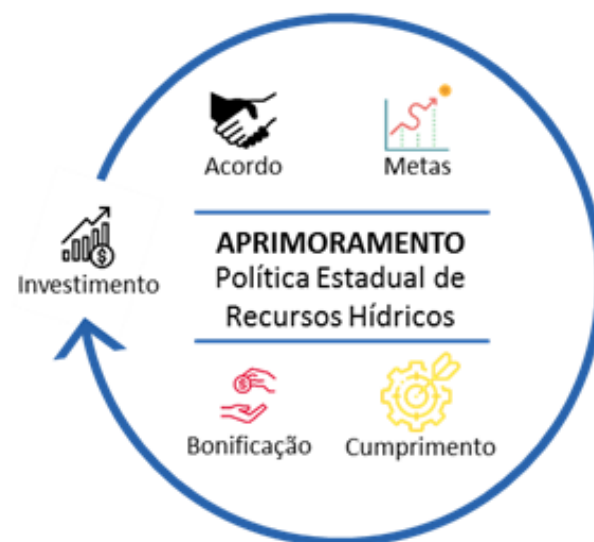 Acordo
Metas
Investimento
APRIMORAMENTO
Política Estadual de
Recursos Hídricos
Bonificação
Cumprimento